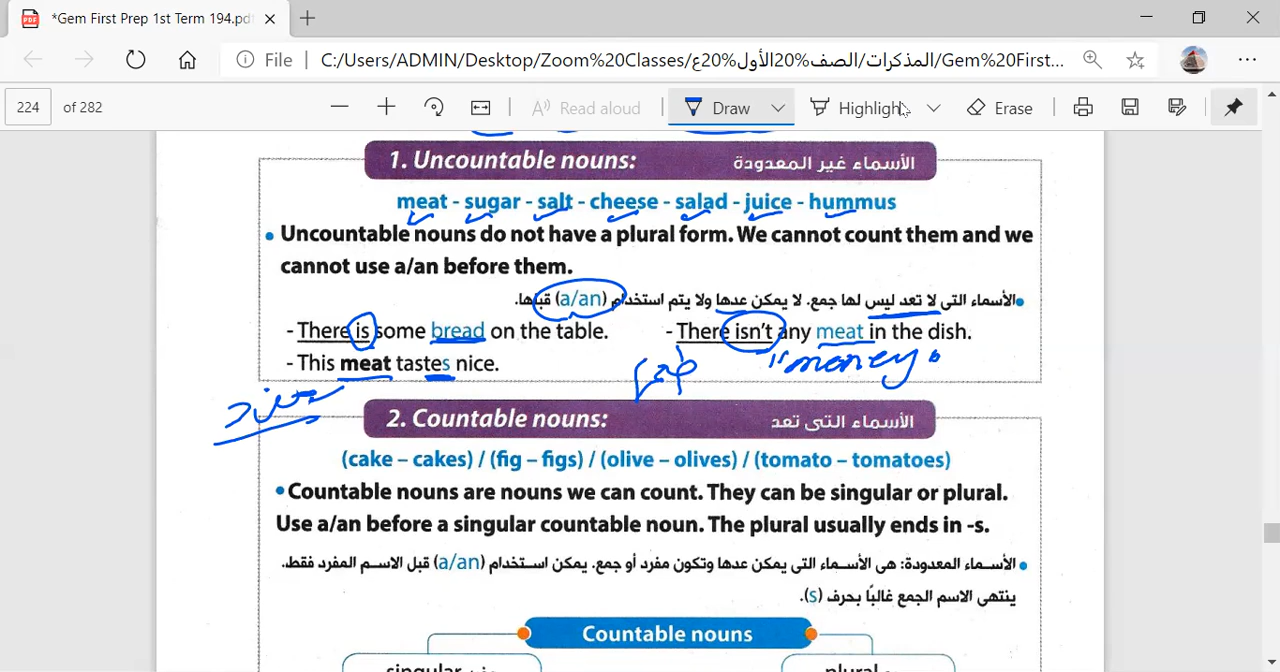 *Gem First Prep 1st Term 194.pdf
File C:/Users/ADMIN/Desktop/Zoom%20Classes/المذكرات/الصف%20الأول%20ع/Gem%20First...
224 of 282 Read aloud Draw Highlight Erase
1. Uncountable nouns: الأسماء غير المعدودة
meat - sugar - salt - cheese - salad - juice - hummus
• Uncountable nouns do not have a plural form. We cannot count them and we
cannot use a/an before them.
•الأسماء التى لا تعد ليس لها جمع. لا يمكن عدها ولا يتم استخدام (a/an) قبلها.
- There is some bread on the table. - There isn't any meat in the dish.
- This meat tastes nice. "money"
2. Countable nouns: الأسماء التى تعد
(cake – cakes) / (fig – figs) / (olive – olives) / (tomato – tomatoes)
• Countable nouns are nouns we can count. They can be singular or plural.
Use a/an before a singular countable noun. The plural usually ends in -s.
• الأسماء المعدودة: هى الأسماء التى يمكن عدها وتكون مفرد أو جمع. يمكن استخدام (a/an) قبل الاسم المفرد فقط.
ينتهى الاسم الجمع غالبًا بحرف (s).
Countable nouns
singular مفرد plural